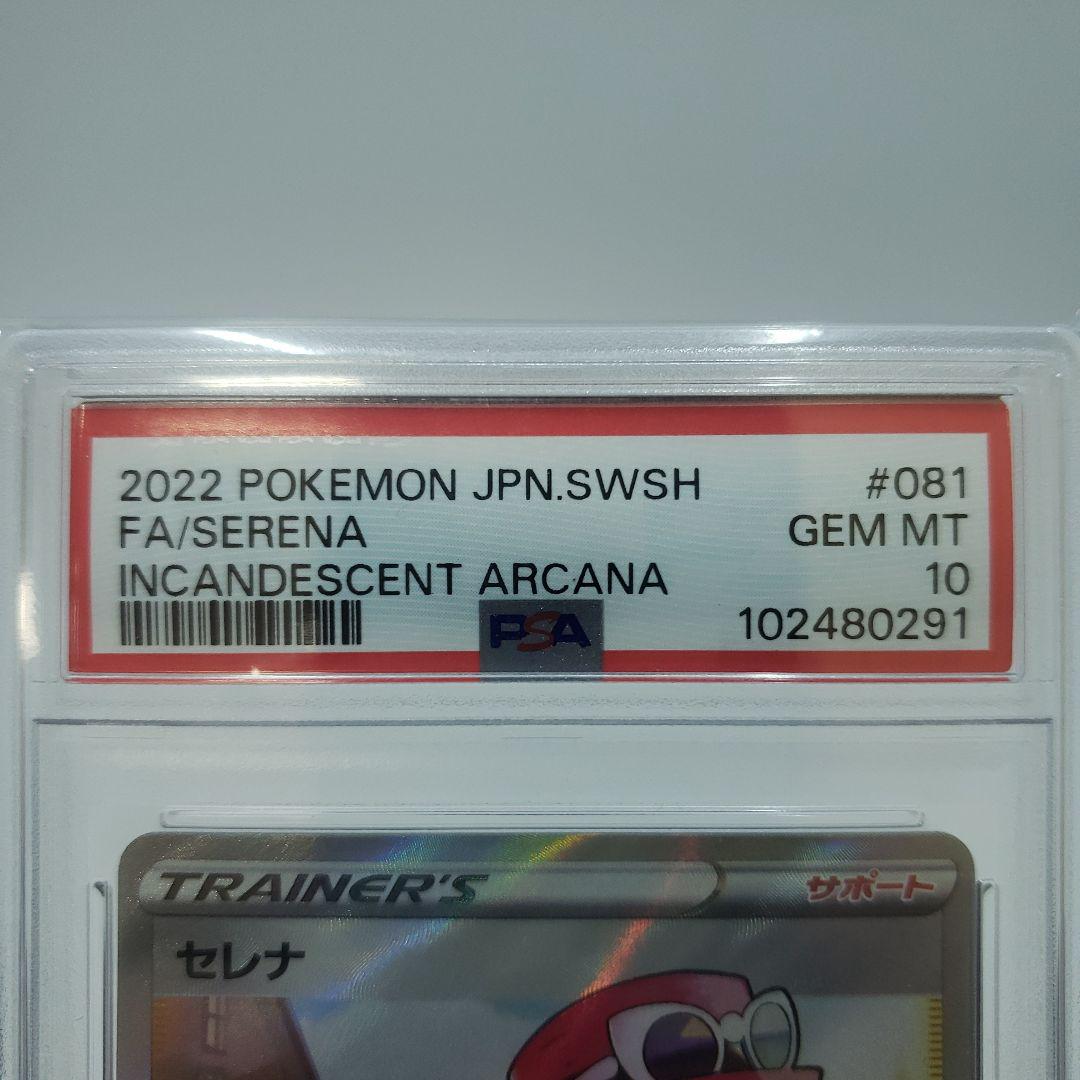 2022 POKEMON JPN.SWSH #081
FA/SERENA GEM MT
INCANDESCENT ARCANA 10
PSA 102480291
TRAINER'S サポート
セレナ